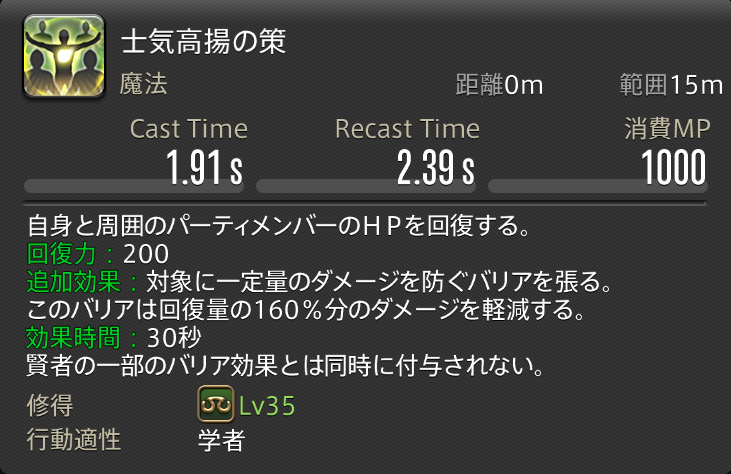 士気高揚の策
魔法 距離0m 範囲15m
Cast Time Recast Time 消費MP
1.91s 2.39s 1000
自身と周囲のパーティメンバーのＨＰを回復する。
回復力：200
追加効果：対象に一定量のダメージを防ぐバリアを張る。
このバリアは回復量の160％分のダメージを軽減する。
効果時間：30秒
賢者の一部のバリア効果とは同時に付与されない。
修得 Lv35
行動適性 学者